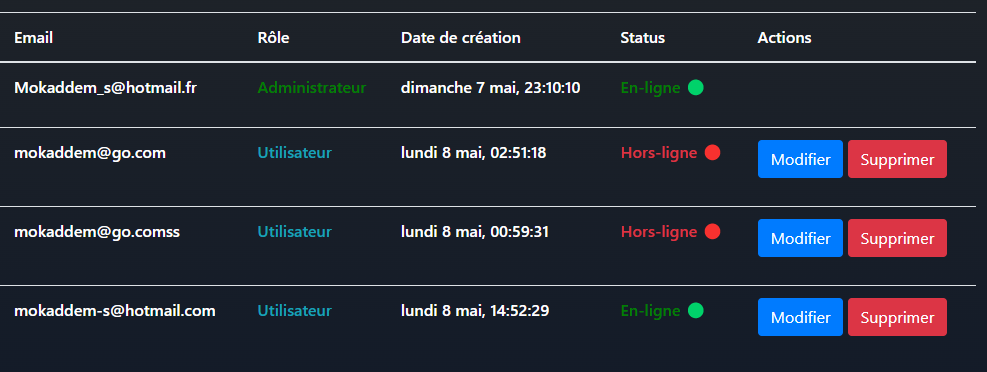 Email Rôle Date de création Status Actions
Mokaddem_s@hotmail.fr Administrateur dimanche 7 mai, 23:10:10 En-ligne
mokaddem@go.com Utilisateur lundi 8 mai, 02:51:18 Hors-ligne Modifier Supprimer
mokaddem@go.comss Utilisateur lundi 8 mai, 00:59:31 Hors-ligne Modifier Supprimer
mokaddem-s@hotmail.com Utilisateur lundi 8 mai, 14:52:29 En-ligne Modifier Supprimer